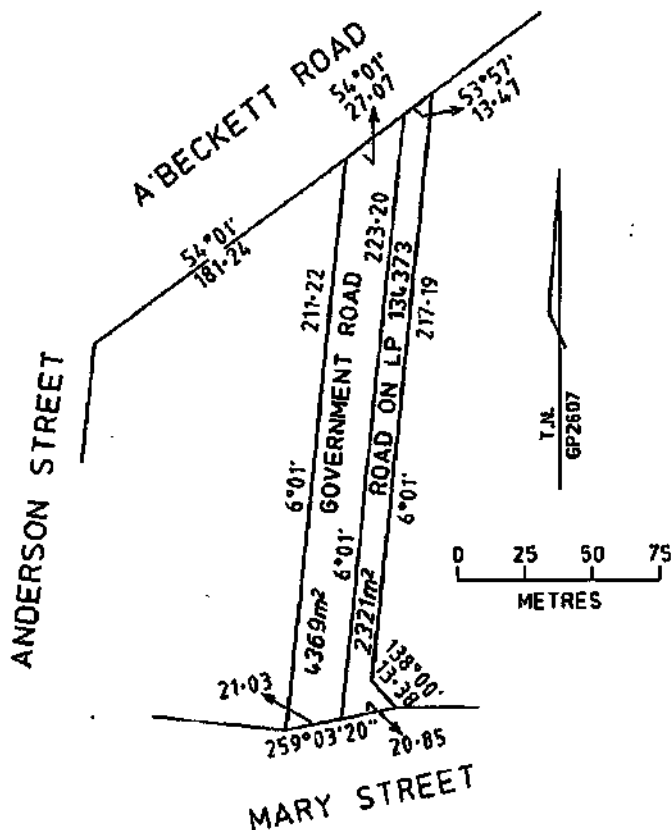 A'BECKETT ROAD
54°01'
27·07
53°57'
13·47
54°01'
181·24
211·22
223·20
217·19
GOVERNMENT ROAD
ROAD ON LP 134373
6°01'
6°01'
6°01'
4369m²
2321m²
ANDERSON STREET
T.N.
GP2607
0 25 50 75
METRES
138°00'
13·38
21·03
259°03'20"
20·85
MARY STREET